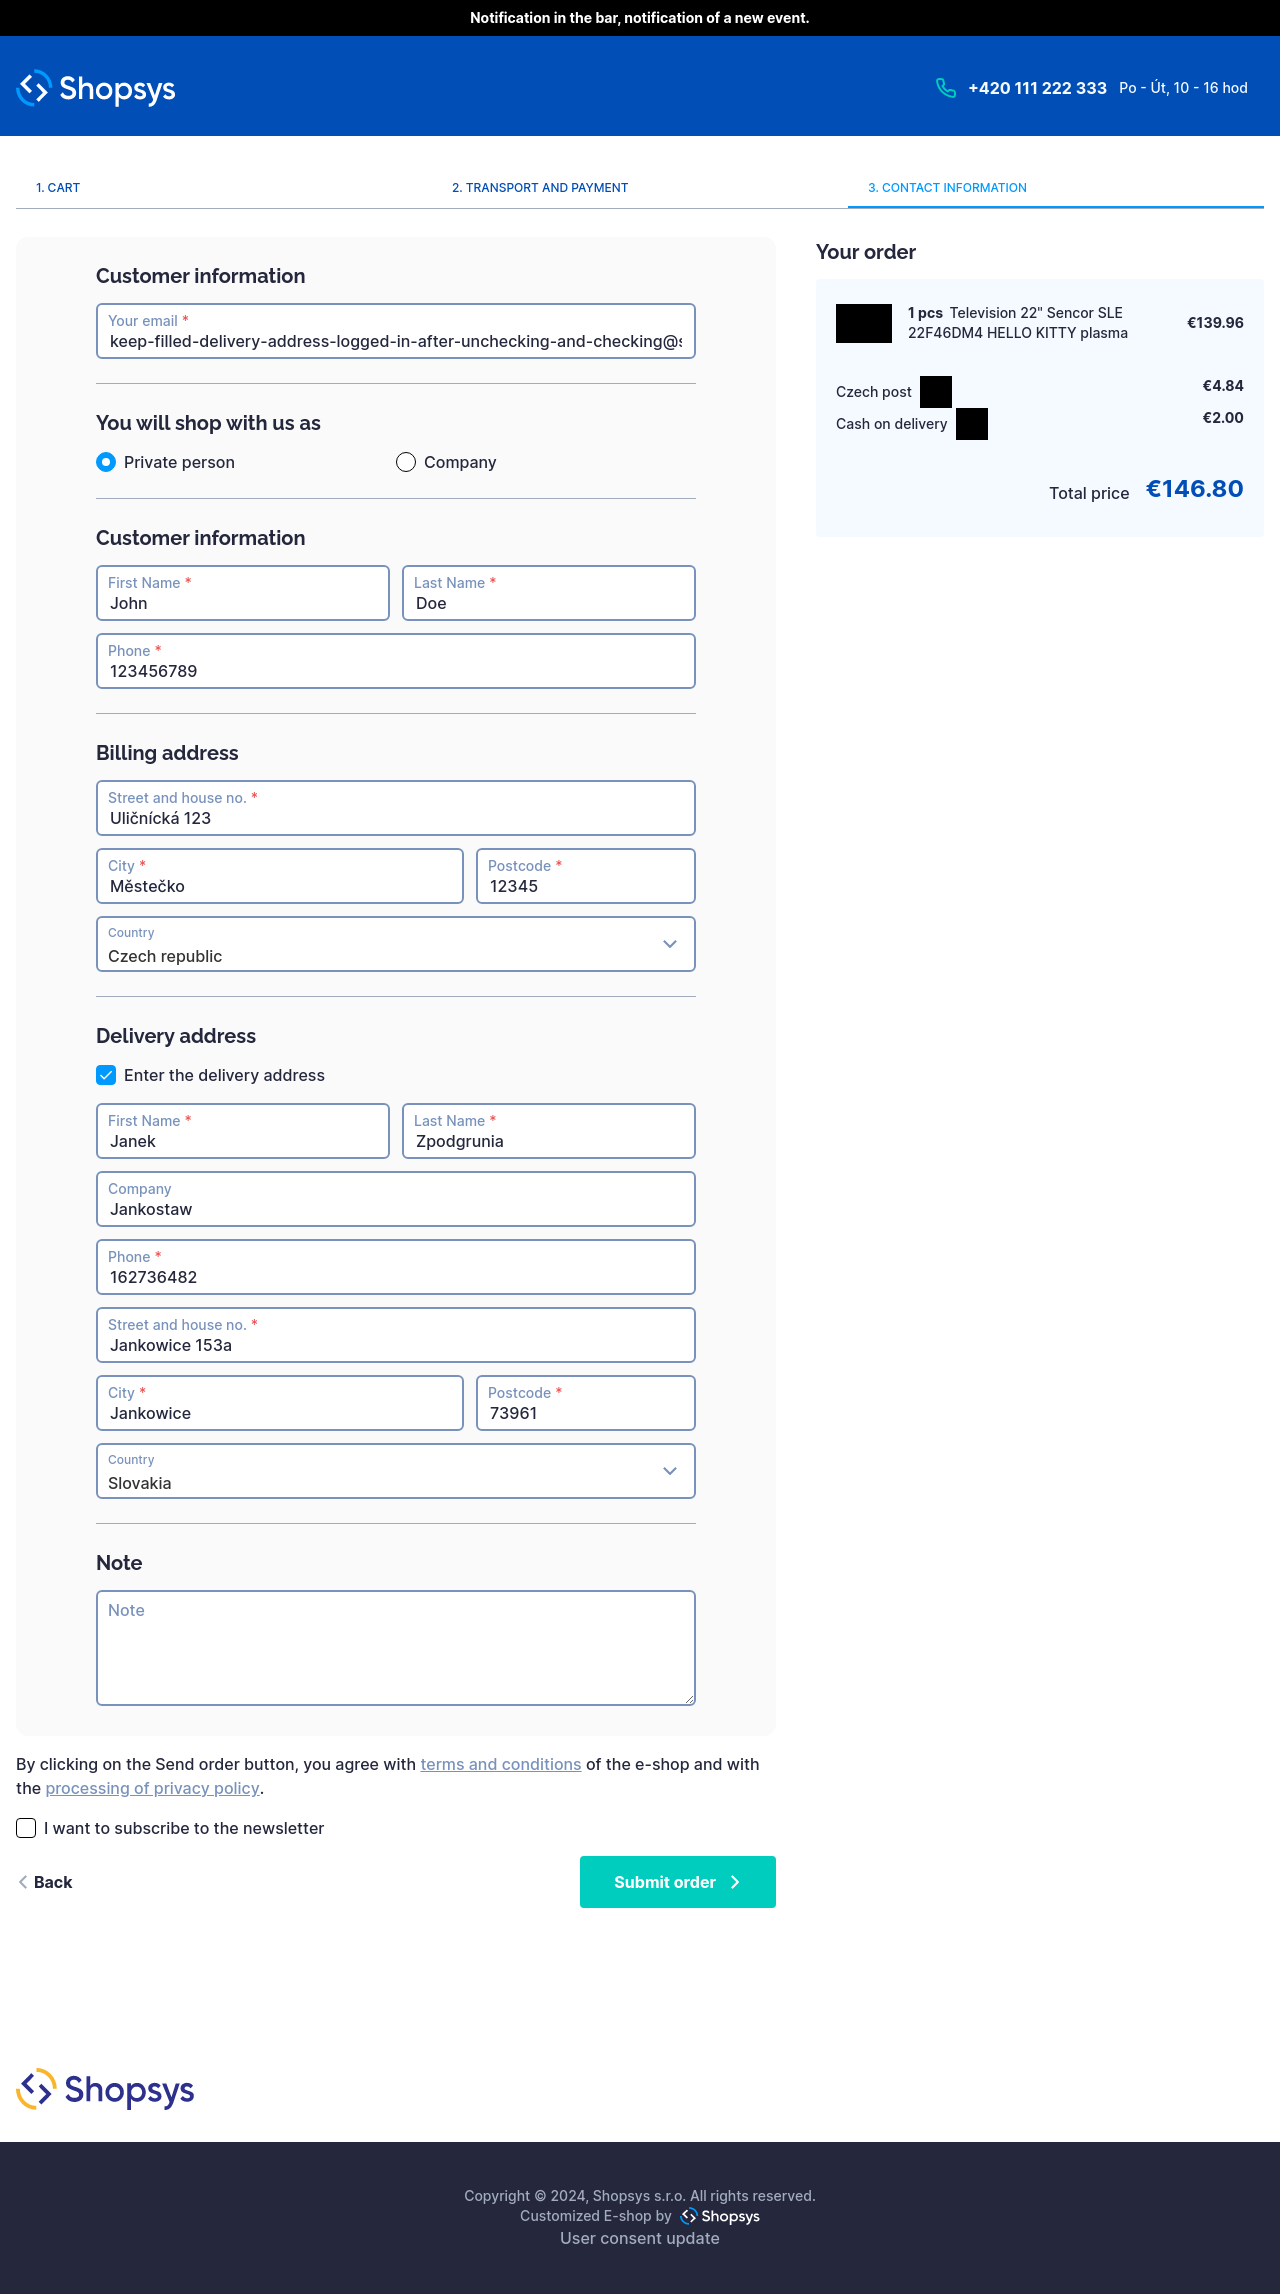 Notification in the bar, notification of a new event.
Shopsys
+420 111 222 333 Po - Út, 10 - 16 hod
1. CART
2. TRANSPORT AND PAYMENT
3. CONTACT INFORMATION
Customer information
Your email *
keep-filled-delivery-address-logged-in-after-unchecking-and-checking@s
You will shop with us as
Private person
Company
Customer information
First Name *
John
Last Name *
Doe
Phone *
123456789
Billing address
Street and house no. *
Uličnícká 123
City *
Městečko
Postcode *
12345
Country
Czech republic
Delivery address
Enter the delivery address
First Name *
Janek
Last Name *
Zpodgrunia
Company
Jankostaw
Phone *
162736482
Street and house no. *
Jankowice 153a
City *
Jankowice
Postcode *
73961
Country
Slovakia
Note
Note
By clicking on the Send order button, you agree with terms and conditions of the e-shop and with
the processing of privacy policy.
I want to subscribe to the newsletter
Back
Submit order
Your order
1 pcs Television 22" Sencor SLE
22F46DM4 HELLO KITTY plasma
€139.96
Czech post
€4.84
Cash on delivery
€2.00
Total price €146.80
Shopsys
Copyright © 2024, Shopsys s.r.o. All rights reserved.
Customized E-shop by Shopsys
User consent update